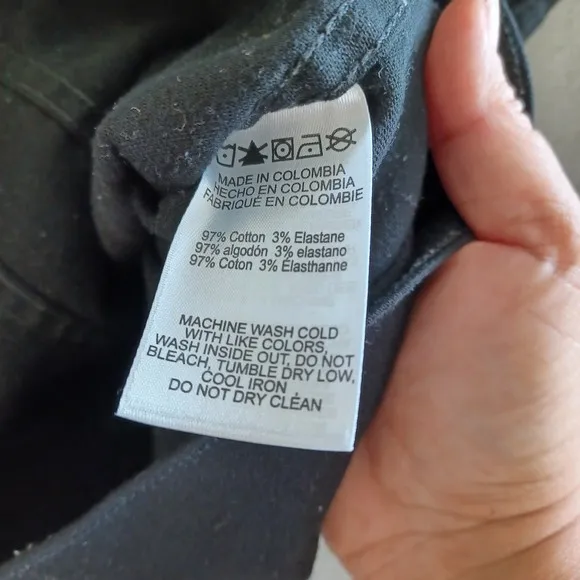 MADE IN COLOMBIA
HECHO EN COLOMBIA
FABRIQUÉ EN COLOMBIE
97% Cotton 3% Elastane
97% algodón 3% elastano
97% Coton 3% Élasthanne
MACHINE WASH COLD
WITH LIKE COLORS,
WASH INSIDE OUT, DO NOT
BLEACH, TUMBLE DRY LOW,
COOL IRON
DO NOT DRY CLEAN